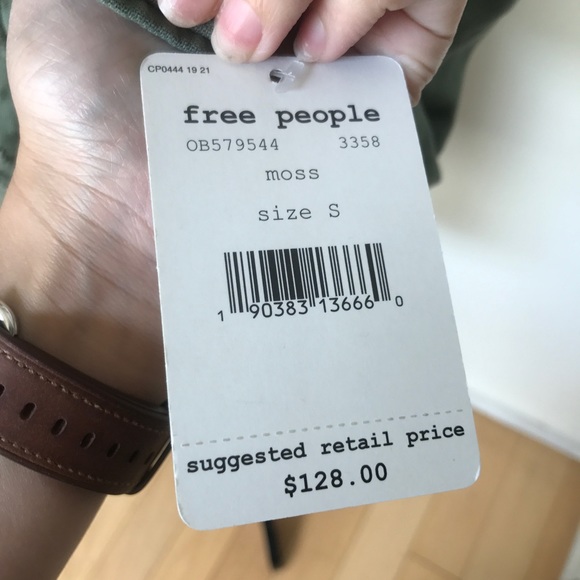 CP0444 19 21
free people
OB579544 3358
moss
size S
1 90383 13666 0
suggested retail price
$128.00